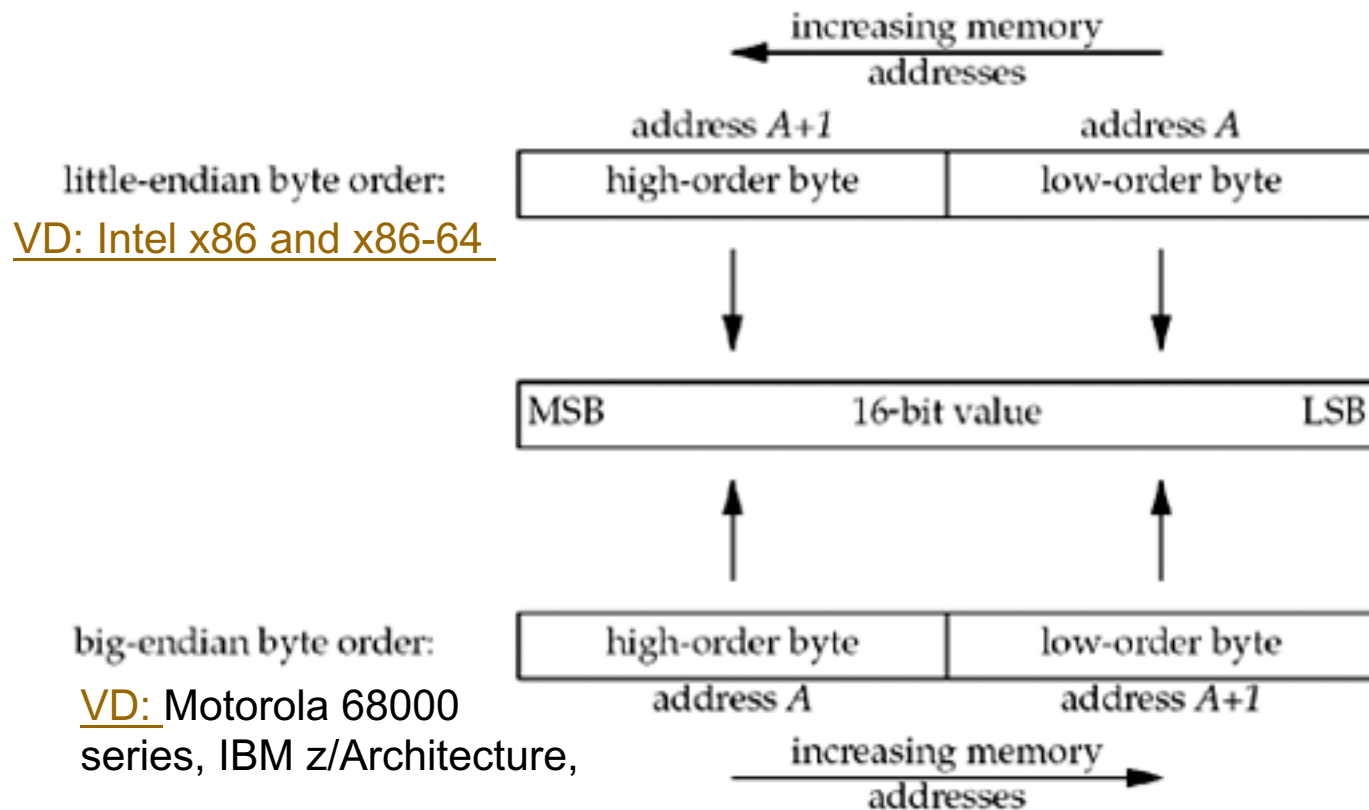 increasing memory
addresses
address A+1 address A
little-endian byte order: high-order byte low-order byte
VD: Intel x86 and x86-64
MSB 16-bit value LSB
big-endian byte order: high-order byte low-order byte
VD: Motorola 68000 address A address A+1
series, IBM z/Architecture, increasing memory
addresses